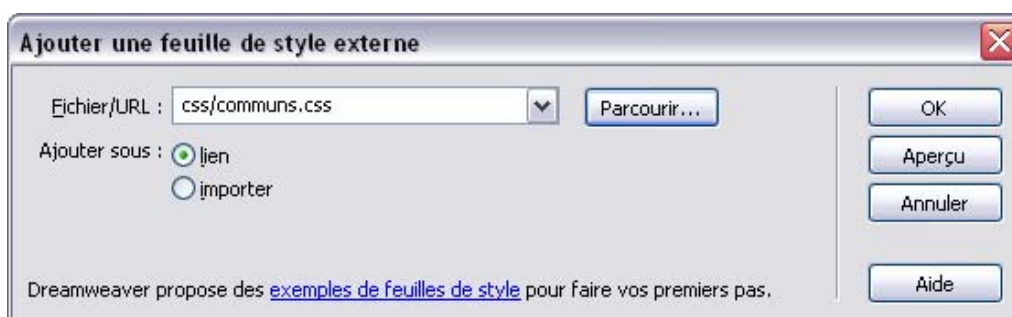 Ajouter une feuille de style externe
Fichier/URL : css/communs.css Parcourir... OK
Ajouter sous : lien Aperçu
importer Annuler
Dreamweaver propose des exemples de feuilles de style pour faire vos premiers pas. Aide